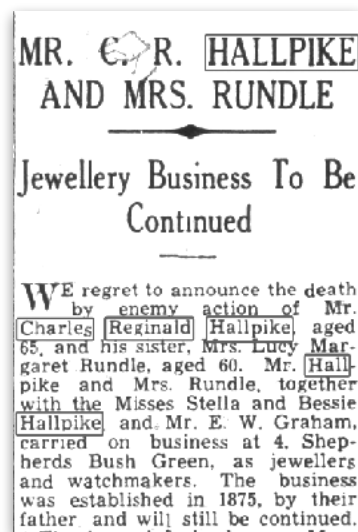 MR. C. R. HALLPIKE
AND MRS. RUNDLE
Jewellery Business To Be
Continued
WE regret to announce the death
by enemy action of Mr.
Charles Reginald Hallpike, aged
65, and his sister, Mrs. Lucy Mar-
garet Rundle, aged 60. Mr. Hall-
pike and Mrs. Rundle, together
with the Misses Stella and Bessie
Hallpike, and Mr. E. W. Graham,
carried on business at 4, Shep-
herds Bush Green, as jewellers
and watchmakers. The business
was established in 1875, by their
father and will still be continued.